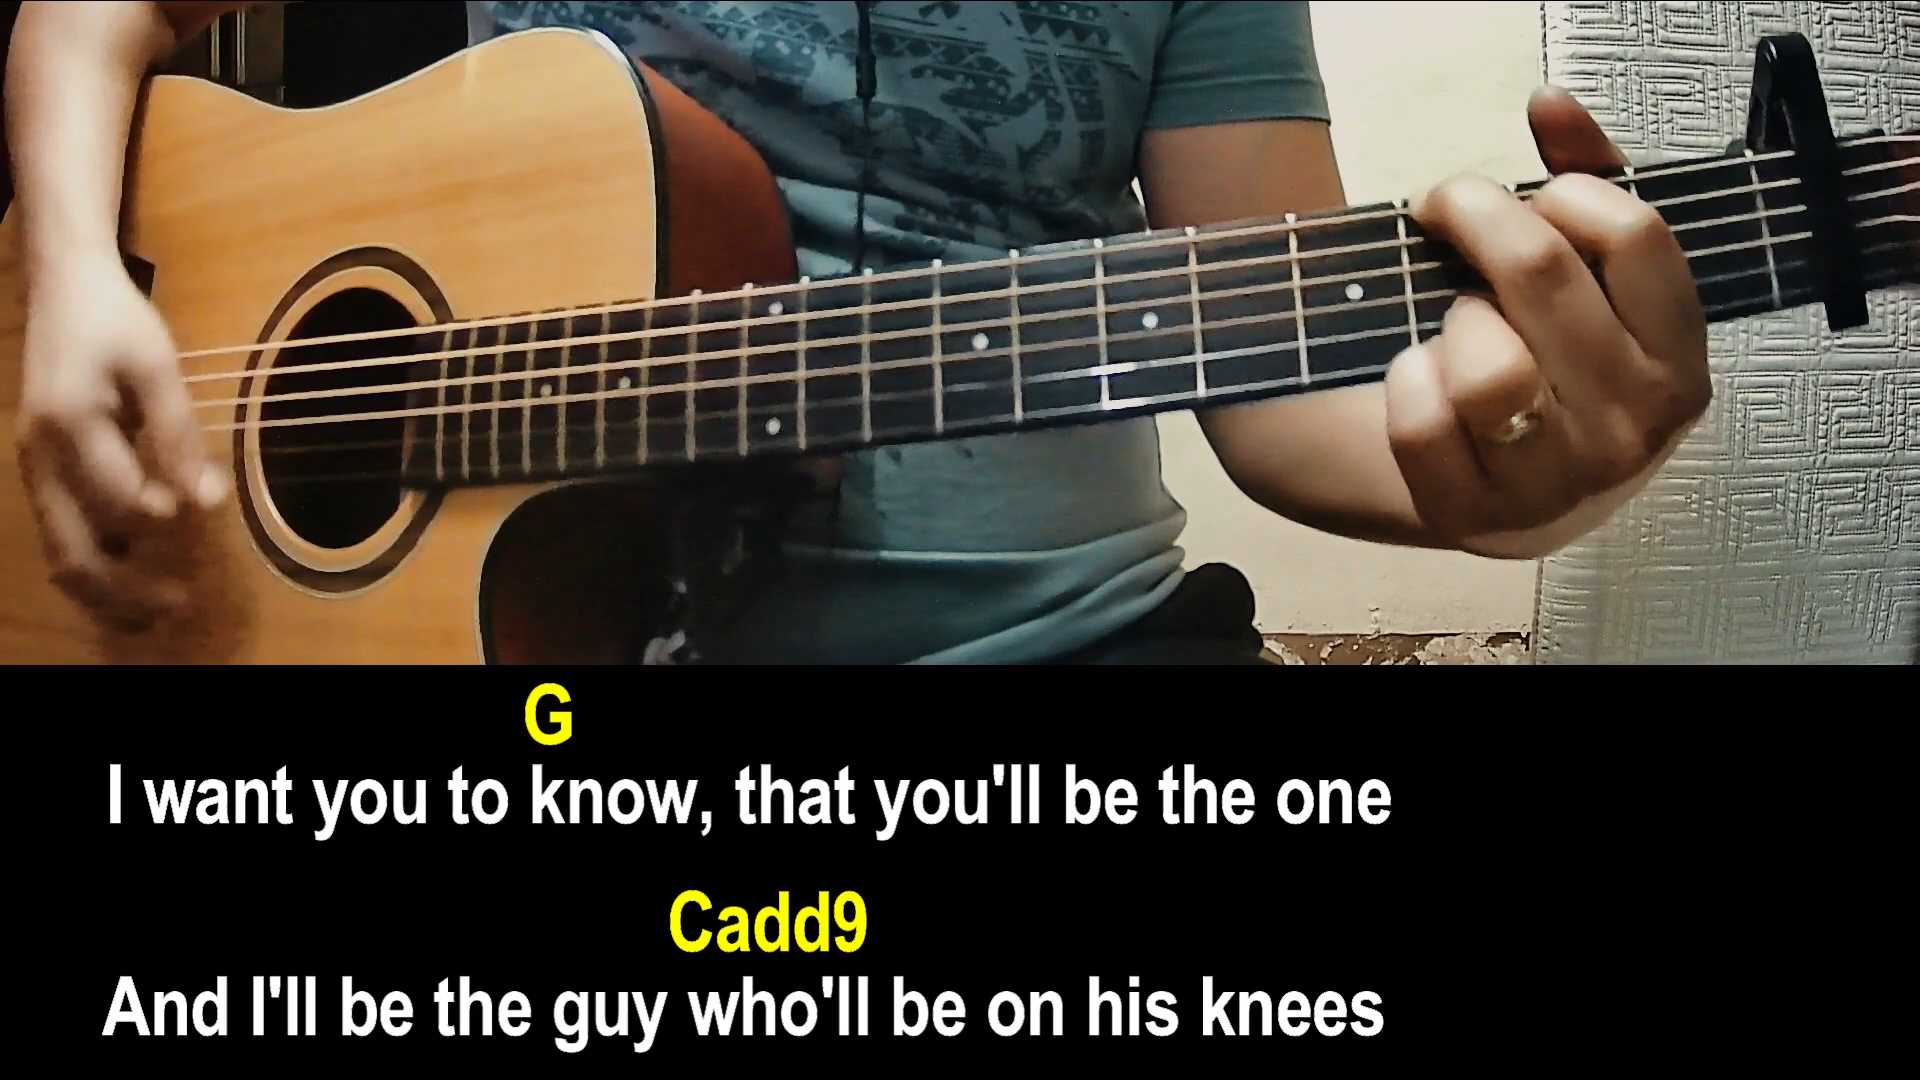 G
I want you to know, that you'll be the one
Cadd9
And I'll be the guy who'll be on his knees